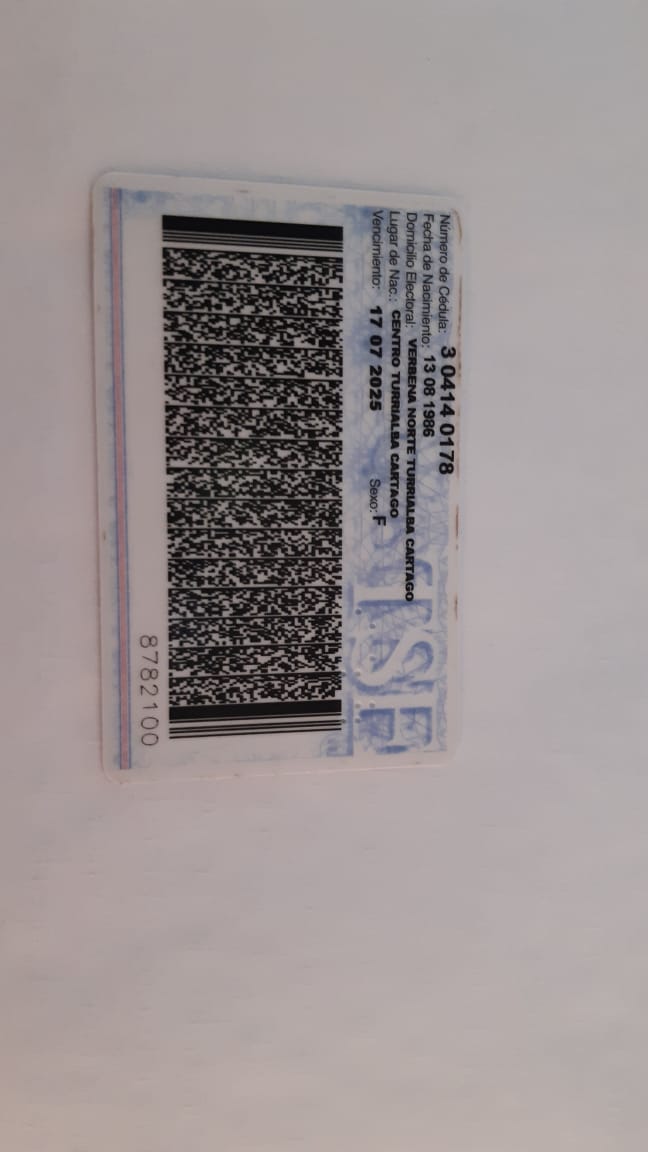 Número de Cédula: 3 0414 0178
Fecha de Nacimiento: 13 08 1986
Domicilio Electoral: VERBENA NORTE TURRIALBA CARTAGO
Lugar de Nac.: CENTRO TURRIALBA CARTAGO
Vencimiento: 17 07 2025 Sexo: F
TSE
8782100